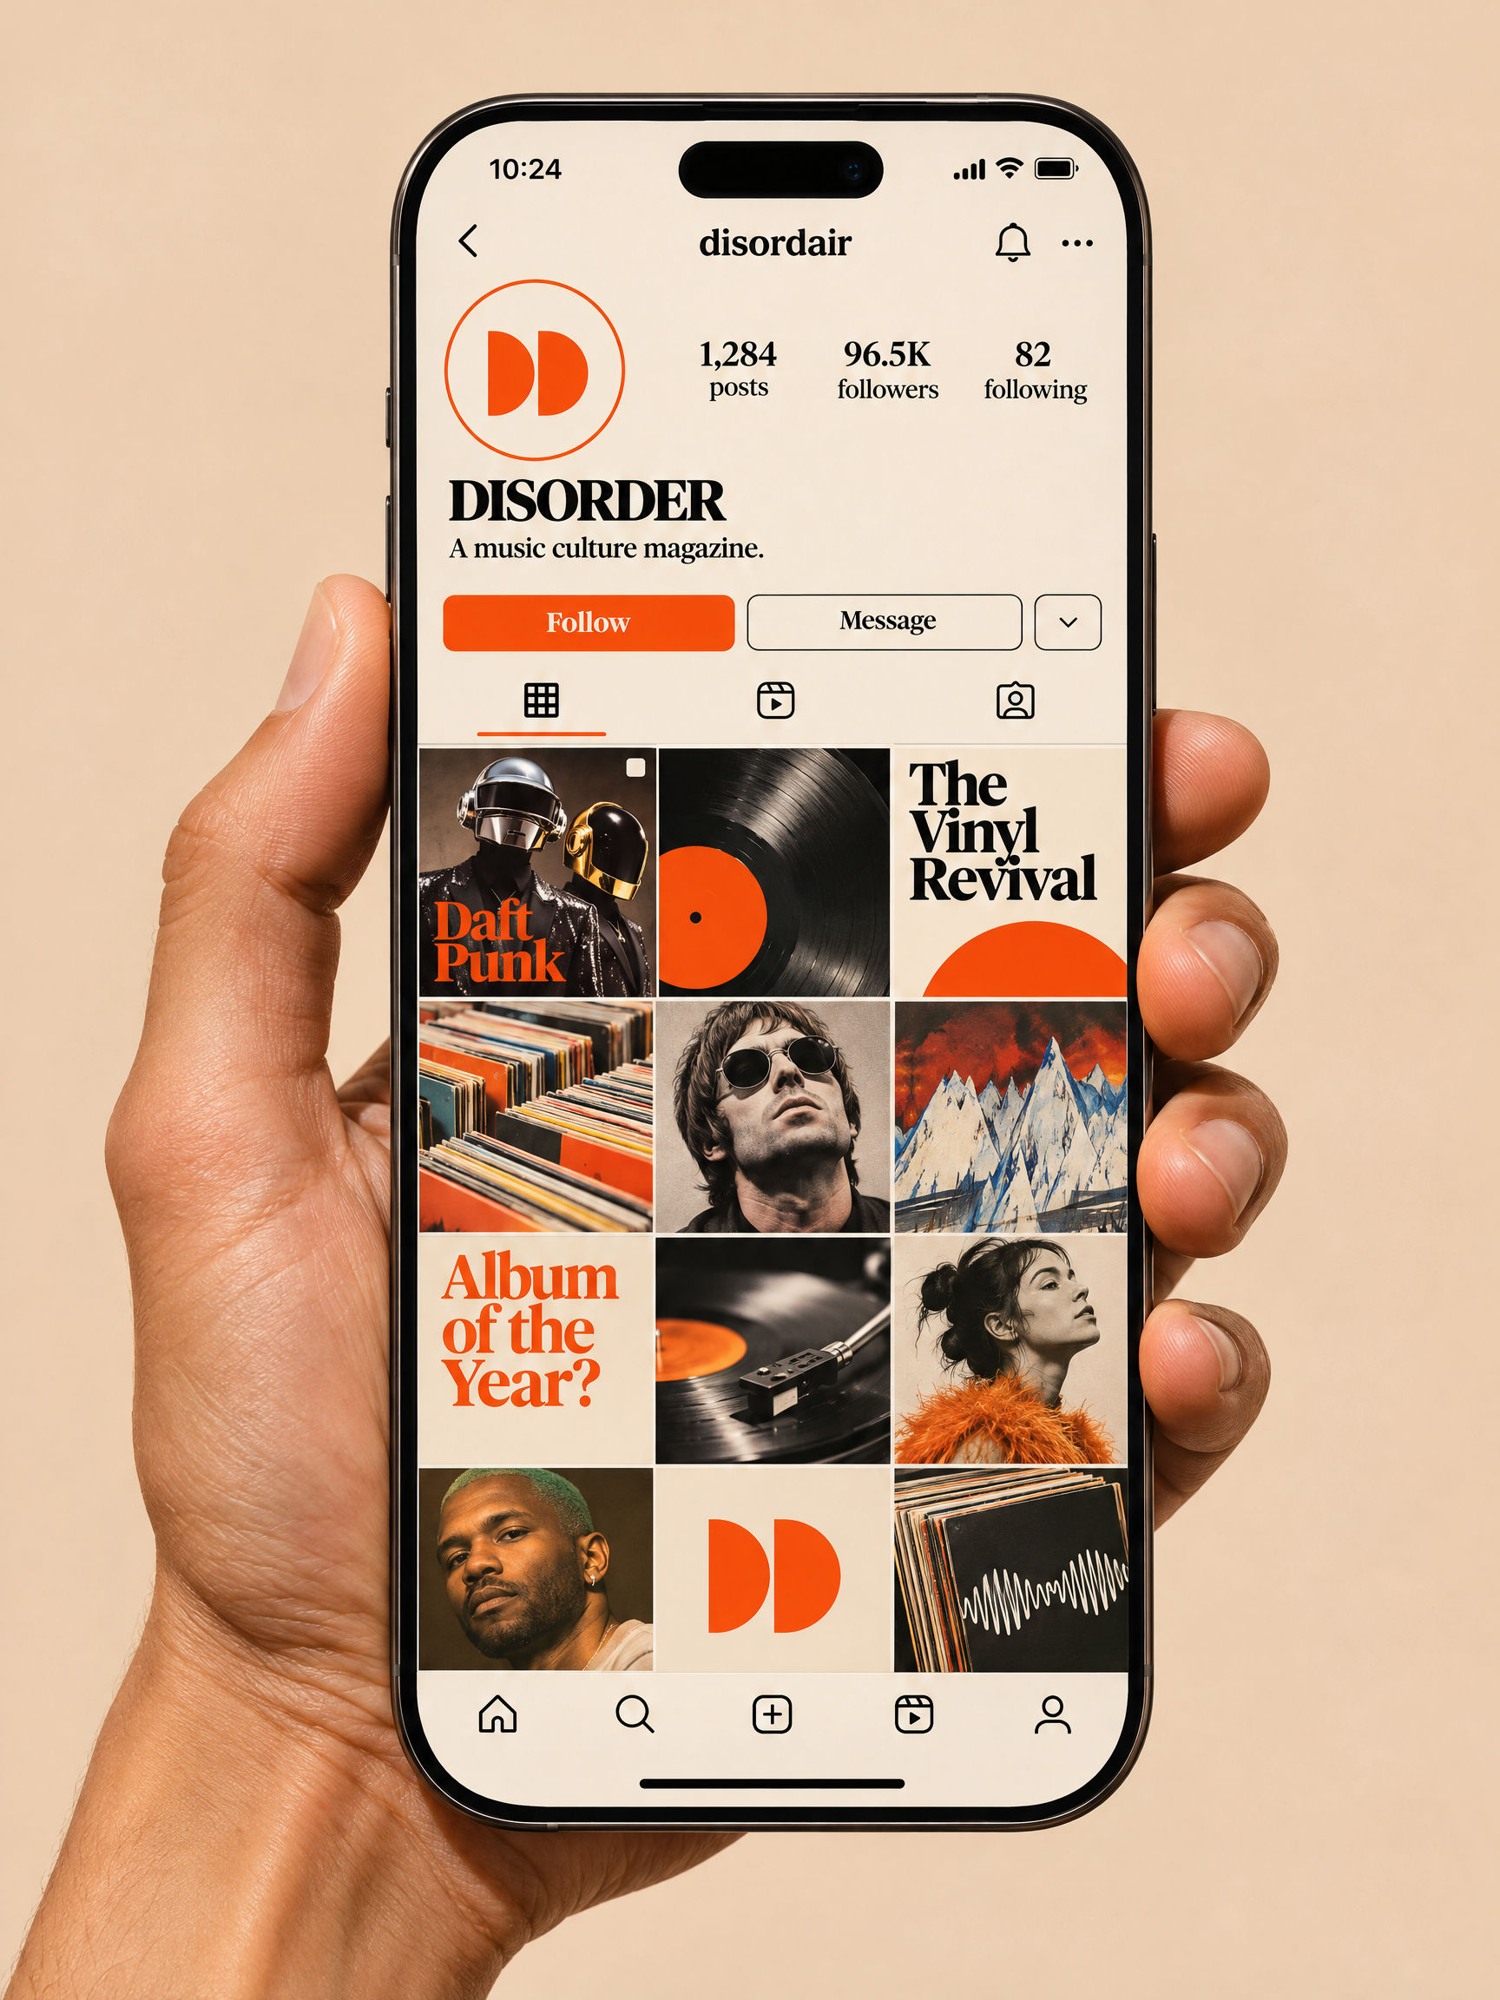 10:24
disordair
1,284
posts
96.5K
followers
82
following
DISORDER
A music culture magazine.
Follow
Message
Daft
Punk
The
Vinyl
Revival
Album
of the
Year?